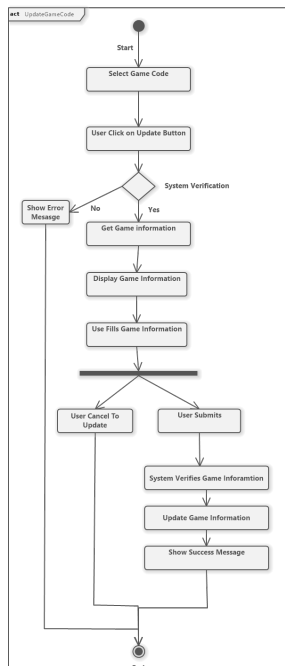 act UpdateGameCode
Start
Select Game Code
User Click on Update Button
System Verification
No
Yes
Show Error
Mesage
Get Game information
Display Game Information
Use Fills Game Information
User Cancel To
Update
User Submits
System Verifies Game Inforamtion
Update Game Information
Show Success Message